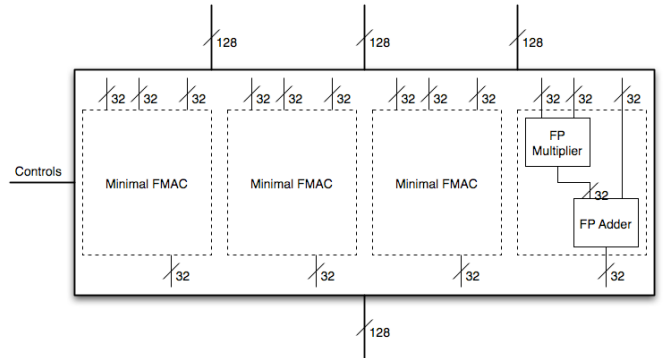 128 128 128
32 32 32 32 32 32 32 32 32 32 32 32
FP
Multiplier
Controls
Minimal FMAC Minimal FMAC Minimal FMAC
32
FP Adder
32 32 32 32
128